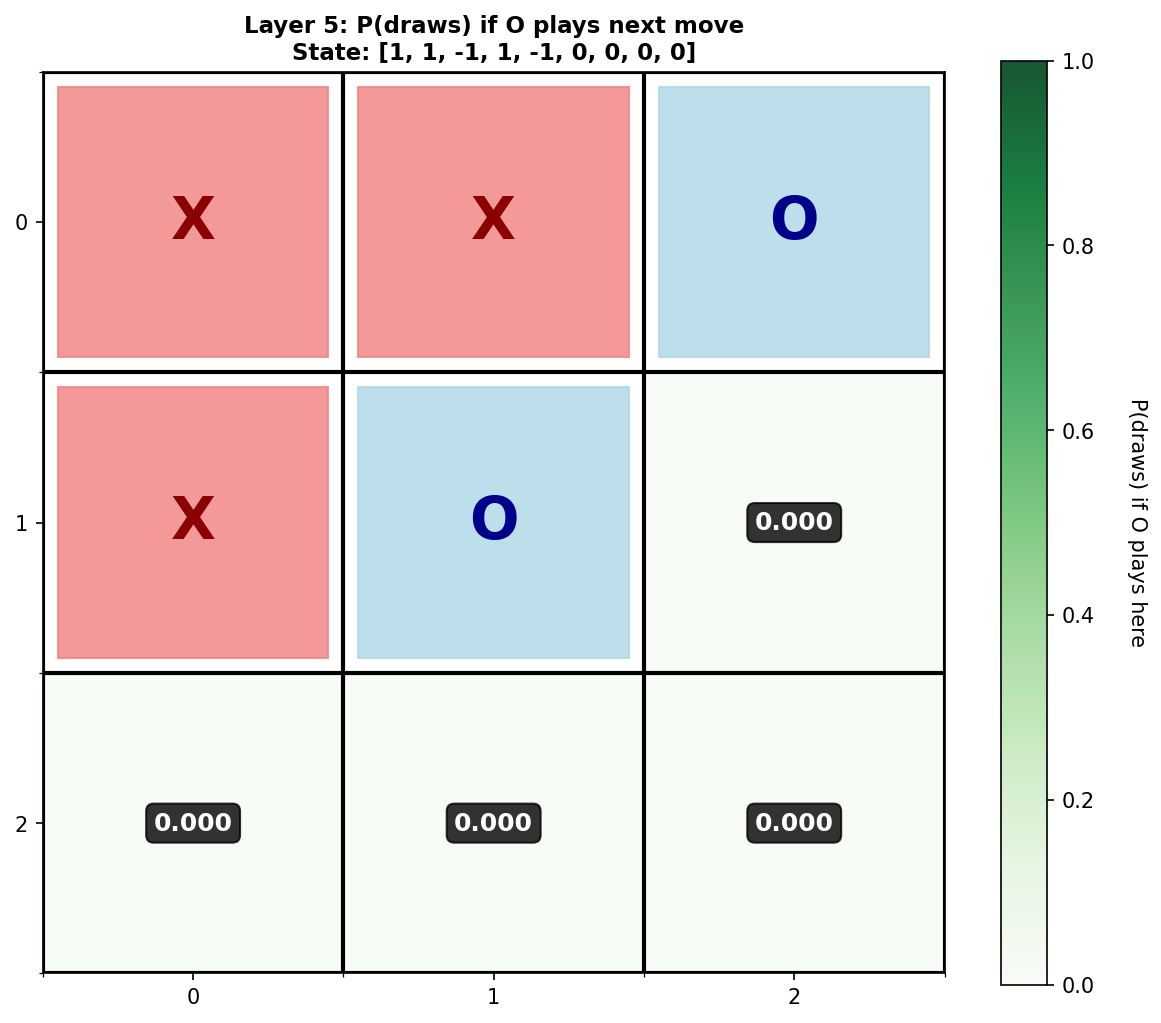 Layer 5: P(draws) if O plays next move
State: [1, 1, -1, 1, -1, 0, 0, 0, 0]
X
X
O
0
X
O
0.000
1
0.000
0.000
0.000
2
0
1
2
1.0
0.8
0.6
0.4
0.2
0.0
P(draws) if O plays here